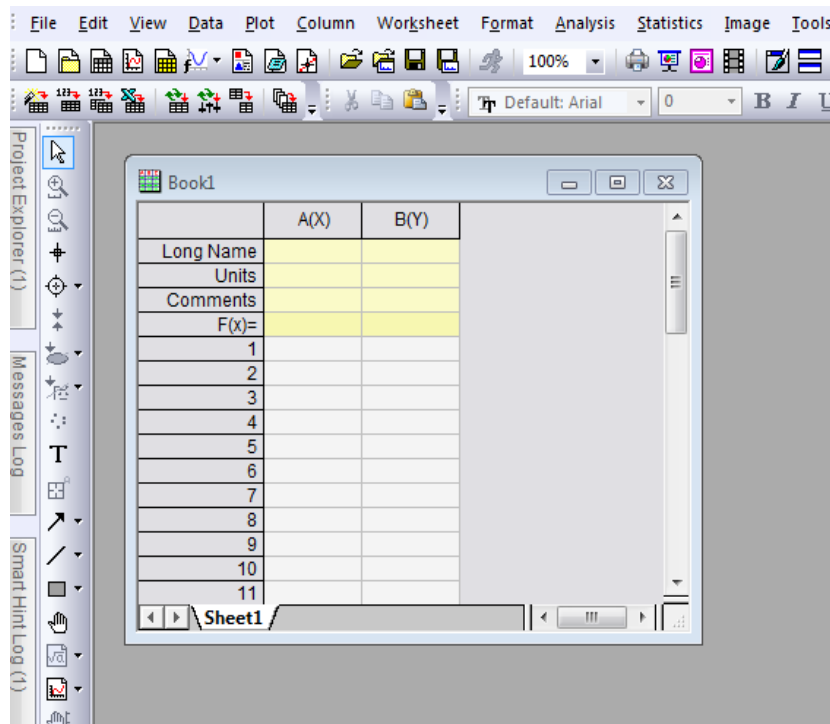 File Edit View Data Plot Column Worksheet Format Analysis Statistics Image Tools
100%
Default: Arial 0 B I U
Project Explorer (1)
Messages Log
Smart Hint Log (1)
T
Book1
A(X) B(Y)
Long Name
Units
Comments
F(x)=
1
2
3
4
5
6
7
8
9
10
11
Sheet1